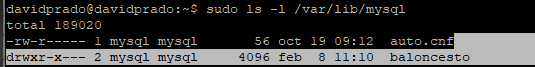 davidprado@davidprado:~$ sudo ls -l /var/lib/mysql
total 189020
-rw-r----- 1 mysql mysql 56 oct 19 09:12 auto.cnf
drwxr-x--- 2 mysql mysql 4096 feb 8 11:10 baloncesto